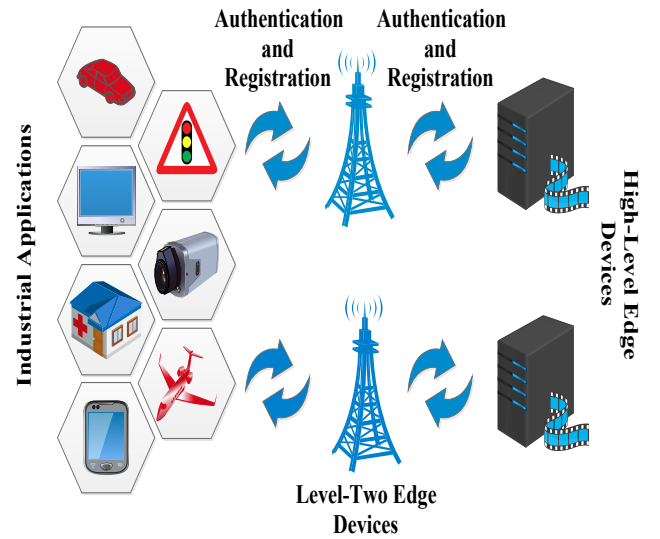 Authentication
and
Registration
Authentication
and
Registration
Industrial Applications
High-Level Edge
Devices
Level-Two Edge
Devices